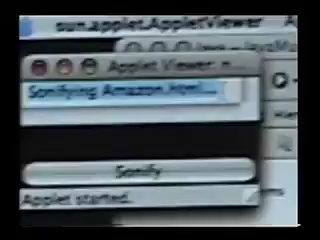 sun.applet.AppletViewer
Applet Viewer:
Sonifying Amazon.html...
Sonify
Applet started.